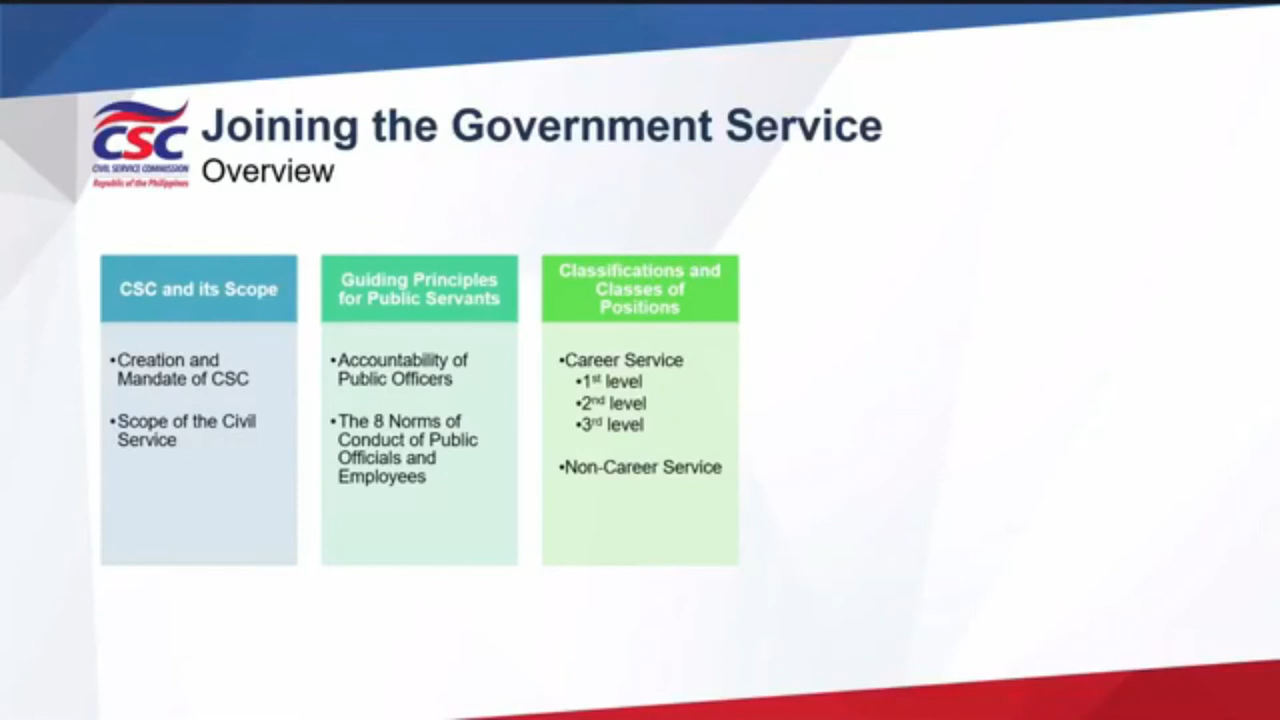 CSC
CIVIL SERVICE COMMISSION
Republic of the Philippines
Joining the Government Service
Overview
CSC and its Scope
•Creation and
Mandate of CSC
•Scope of the Civil
Service
Guiding Principles
for Public Servants
•Accountability of
Public Officers
•The 8 Norms of
Conduct of Public
Officials and
Employees
Classifications and
Classes of
Positions
•Career Service
•1st level
•2nd level
•3rd level
•Non-Career Service